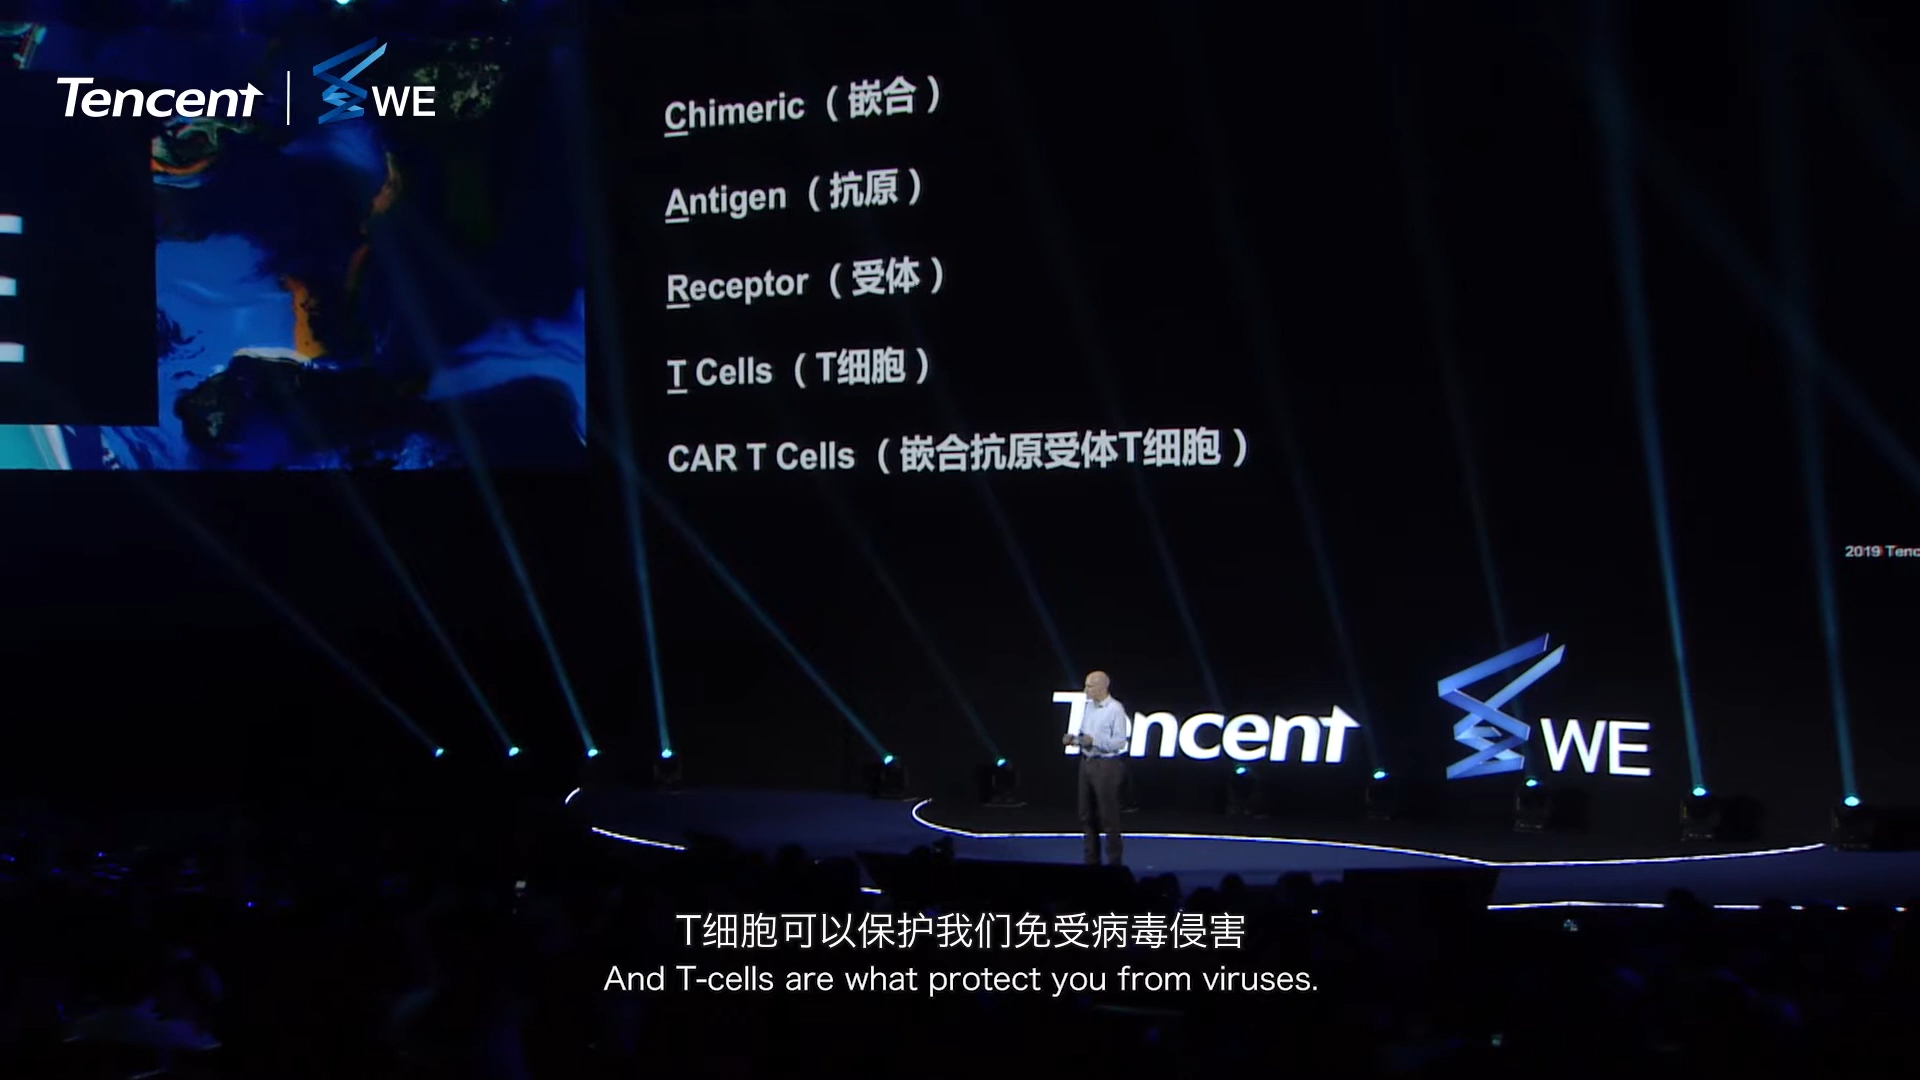 Tencent | WE
Chimeric （嵌合）
Antigen （抗原）
Receptor （受体）
T Cells （T细胞）
CAR T Cells （嵌合抗原受体T细胞）
2019 Tenc
Tencent WE
T细胞可以保护我们免受病毒侵害
And T-cells are what protect you from viruses.